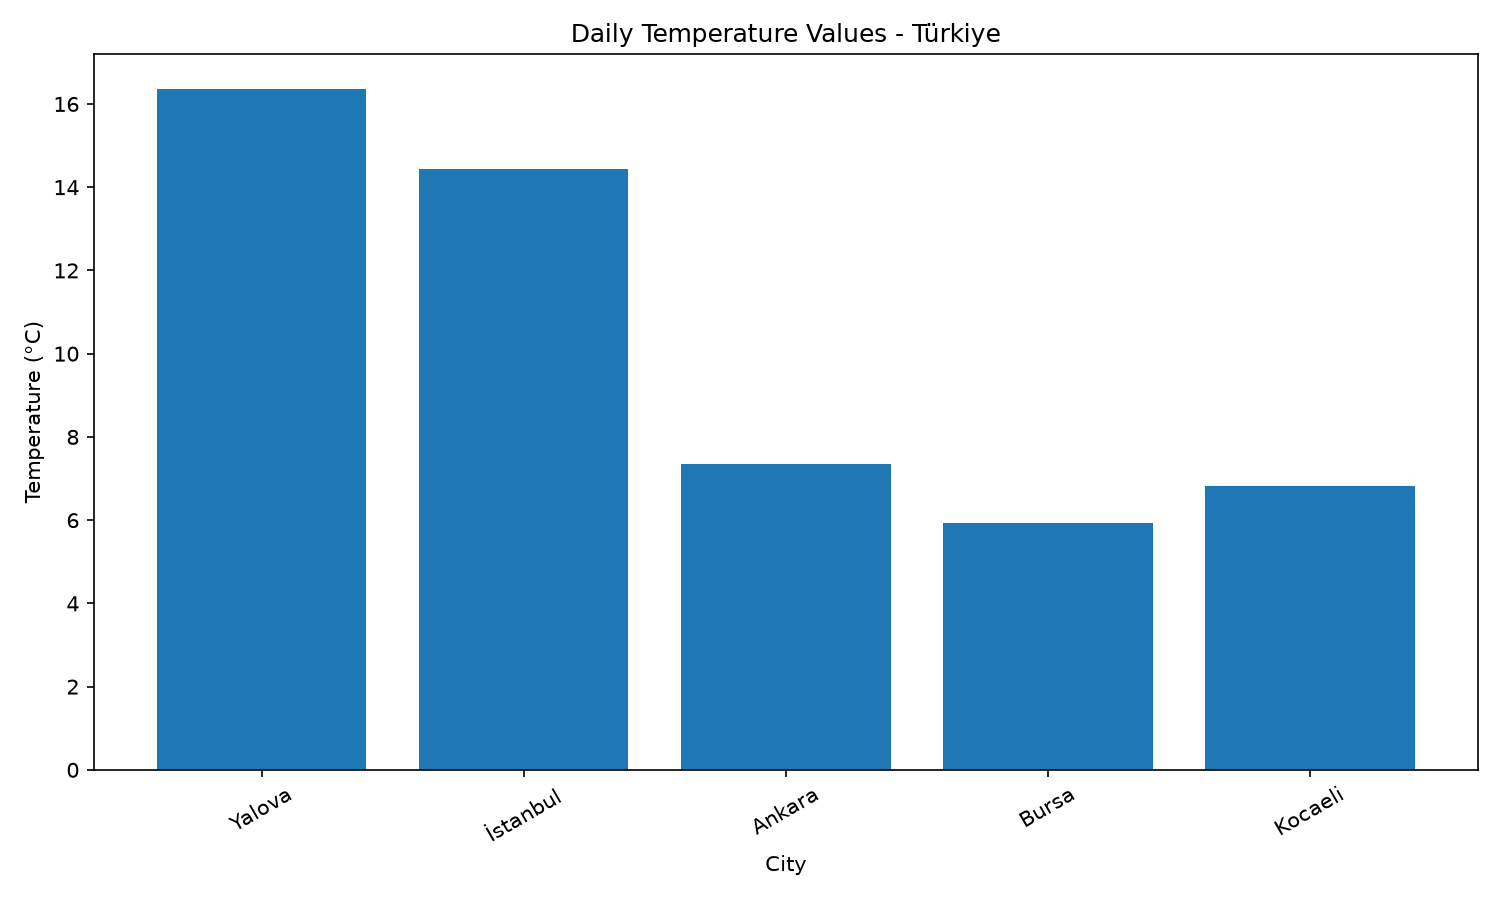 Daily Temperature Values - Türkiye
Temperature (°C)
16
14
12
10
8
6
4
2
0
Yalova
İstanbul
Ankara
Bursa
Kocaeli
City